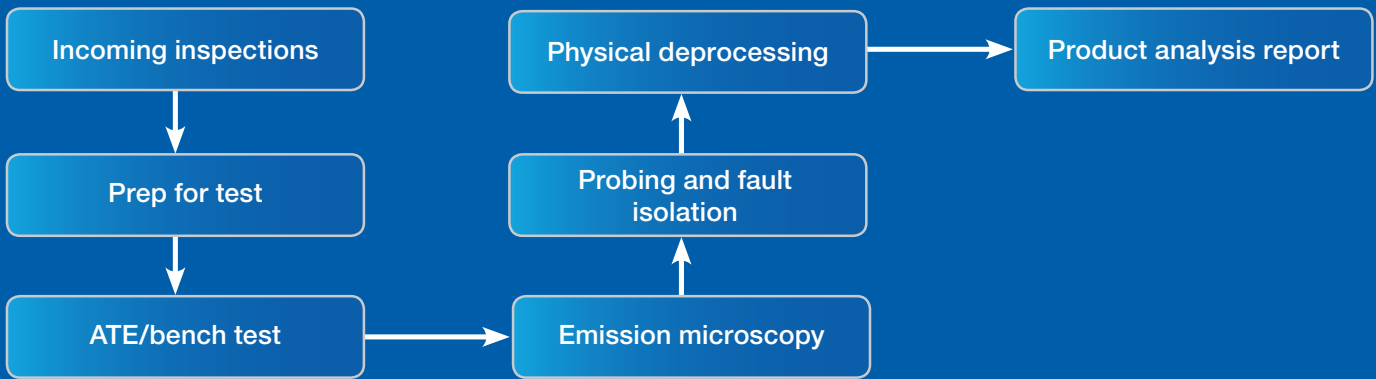 Incoming inspections
Prep for test
ATE/bench test
Emission microscopy
Probing and fault
isolation
Physical deprocessing
Product analysis report